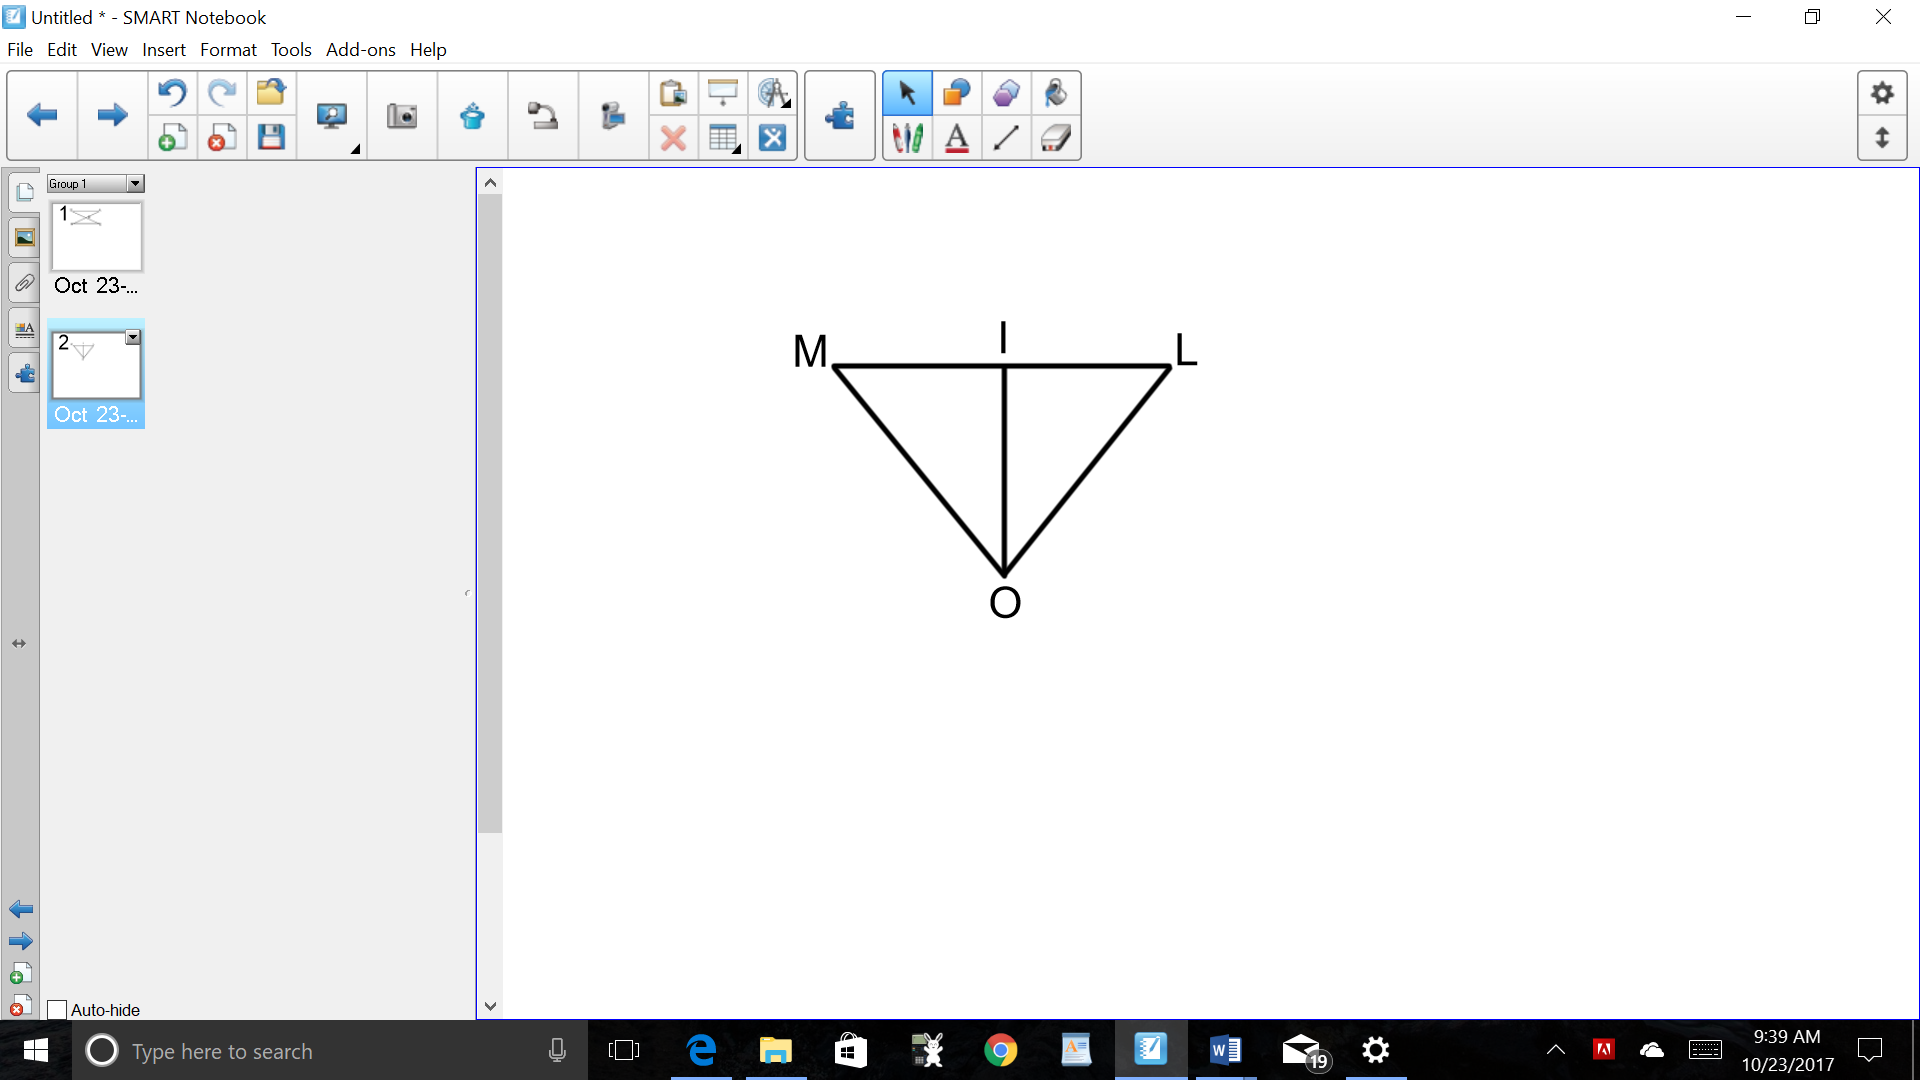 Untitled * - SMART Notebook
File Edit View Insert Format Tools Add-ons Help
Group 1
1
Oct 23-...
2
Oct 23-...
M I L
O
Auto-hide
Type here to search
19
9:39 AM
10/23/2017